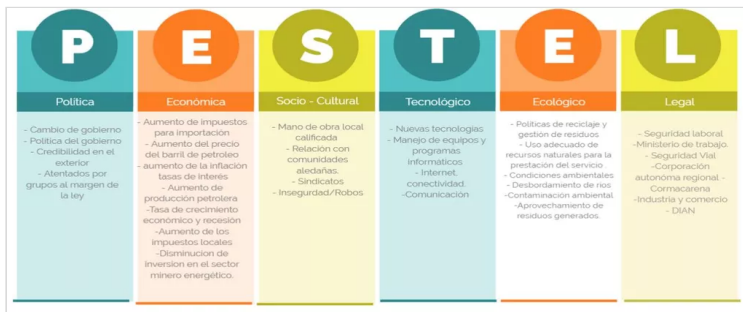 P
Política
- Cambio de gobierno
- Política del gobierno
- Credibilidad en el
exterior
- Atentados por
grupos al margen de
la ley
E
Económica
- Aumento de impuestos
para importación
- Aumento del precio
del barril de petroleo
- aumento de la inflación
tasas de interés
- Aumento de
producción petrolera
-Tasa de crecimiento
económico y recesión
-Aumento de los
impuestos locales
-Disminucion de
Inversion en el sector
minero energético.
S
Socio - Cultural
- Mano de obra local
calificada
- Relación con
comunidades
aledañas.
- Sindicatos
- Insegurdad/Robos
T
Tecnológico
- Nuevas tecnologías
- Manejo de equipos y
programas
informáticos
- Internet,
conectividad.
-Comunicación
E
Ecológico
- Políticas de reciclaje y
gestión de residuos
- Uso adecuado de
recursos naturales para la
prestación del servicio
- Condiciones ambientales
- Desbordamiento de rios
-Contaminación ambiental
-Aprovechamiento de
residuos generados.
L
Legal
- Seguridad laboral
-Ministerio de trabajo.
- Seguridad Vial
-Corporación
autonóma regional -
Cormacarena
-Industria y comercio
- DIAN